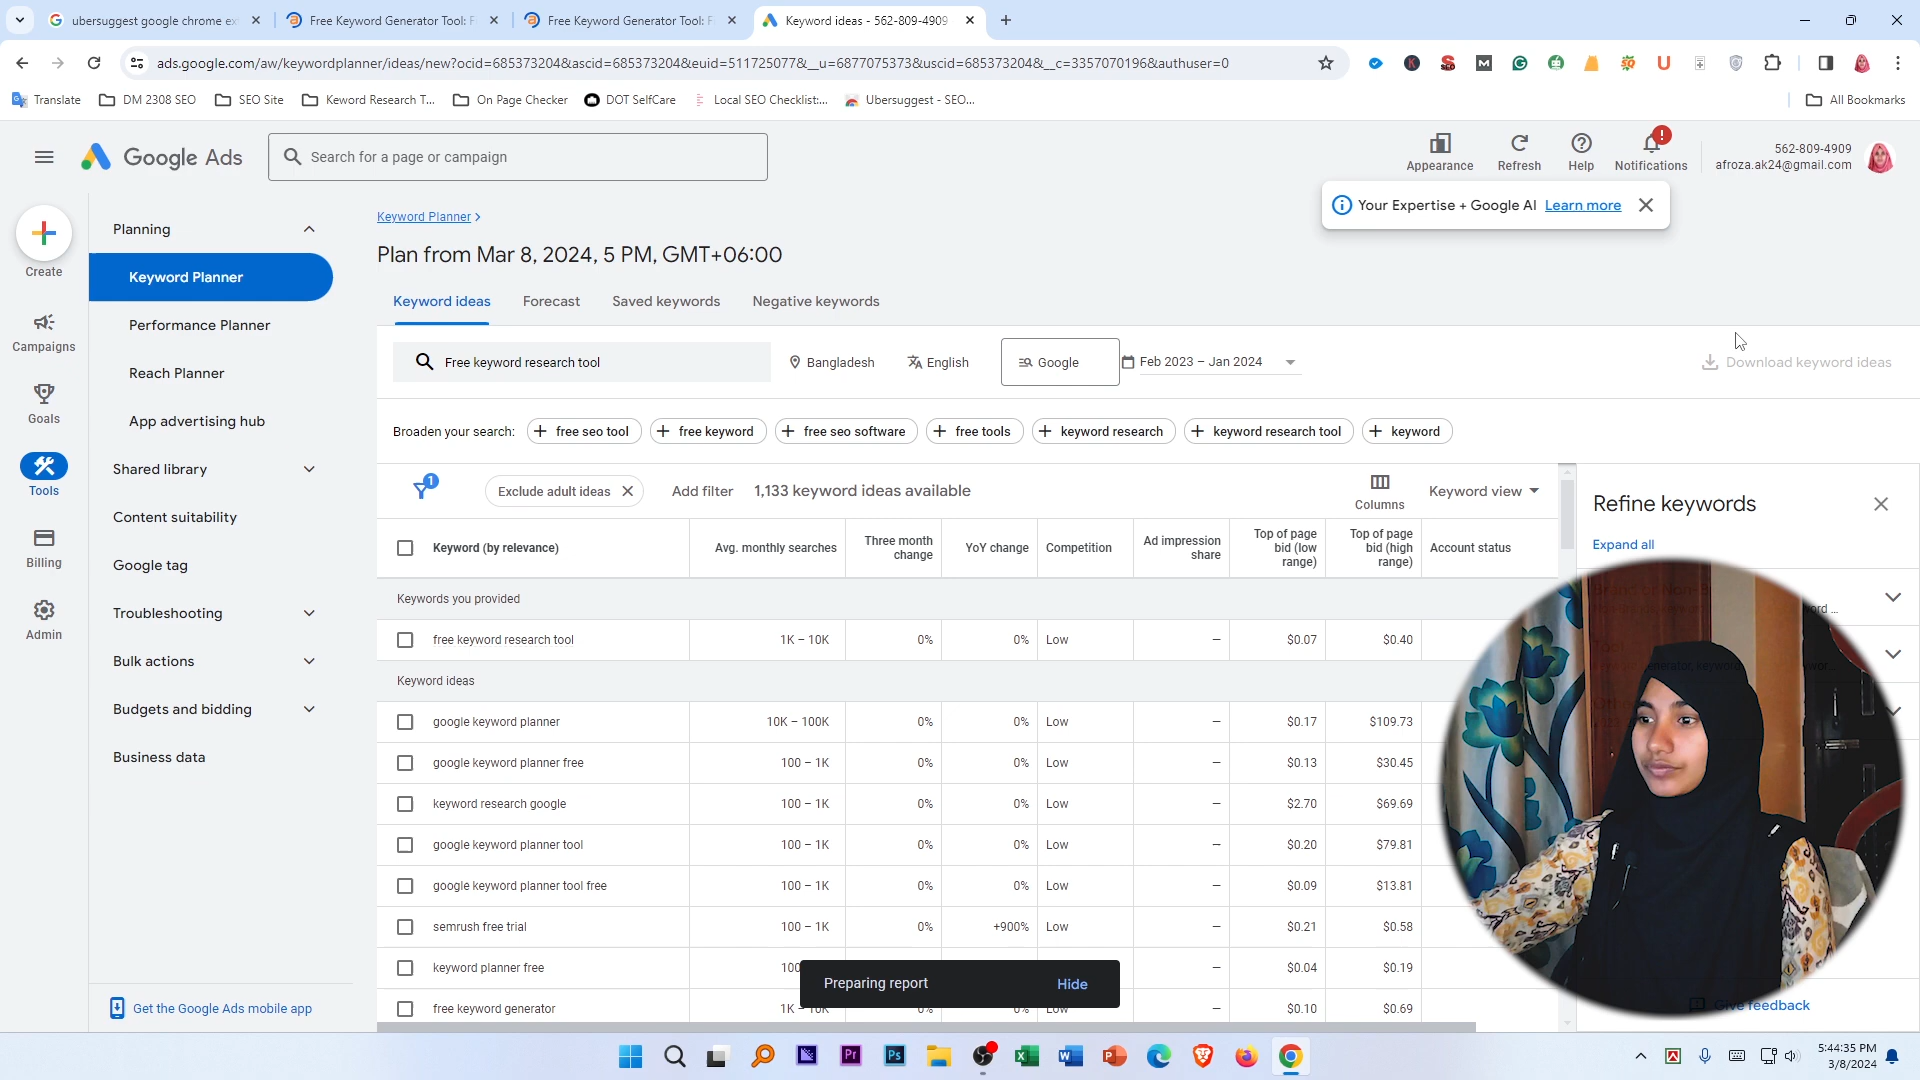 ubersuggest google chrome ex
Free Keyword Generator Tool: F
Free Keyword Generator Tool: F
Keyword ideas - 562-809-4909
ads.google.com/aw/keywordplanner/ideas/new?ocid=685373204&ascid=685373204&euid=511725077&__u=6877075373&uscid=685373204&__c=3357070196&authuser=0
Translate
DM 2308 SEO
SEO Site
Keword Research T...
On Page Checker
DOT SelfCare
Local SEO Checklist:...
Ubersuggest - SEO...
All Bookmarks
Google Ads
Search for a page or campaign
Appearance
Refresh
Help
Notifications
562-809-4909
afroza.ak24@gmail.com
Your Expertise + Google AI Learn more
Create
Campaigns
Goals
Tools
Billing
Admin
Planning
Keyword Planner
Performance Planner
Reach Planner
App advertising hub
Shared library
Content suitability
Google tag
Troubleshooting
Bulk actions
Budgets and bidding
Business data
Get the Google Ads mobile app
Keyword Planner
Plan from Mar 8, 2024, 5 PM, GMT+06:00
Keyword ideas
Forecast
Saved keywords
Negative keywords
Free keyword research tool
Bangladesh
English
Google
Feb 2023 – Jan 2024
Download keyword ideas
Broaden your search:
free seo tool
free keyword
free seo software
free tools
keyword research
keyword research tool
keyword
1
Exclude adult ideas
Add filter
1,133 keyword ideas available
Columns
Keyword view
Keyword (by relevance)
Avg. monthly searches
Three month change
YoY change
Competition
Ad impression share
Top of page bid (low range)
Top of page bid (high range)
Account status
Keywords you provided
free keyword research tool 1K – 10K 0% 0% Low – $0.07 $0.40
Keyword ideas
google keyword planner 10K – 100K 0% 0% Low – $0.17 $109.73
google keyword planner free 100 – 1K 0% 0% Low – $0.13 $30.45
keyword research google 100 – 1K 0% 0% Low – $2.70 $69.69
google keyword planner tool 100 – 1K 0% 0% Low – $0.20 $79.81
google keyword planner tool free 100 – 1K 0% 0% Low – $0.09 $13.81
semrush free trial 100 – 1K 0% +900% Low – $0.21 $0.58
keyword planner free 100 – $0.04 $0.19
free keyword generator 1K – 10K 0% 0% Low – $0.10 $0.69
Preparing report
Hide
Refine keywords
Expand all
Give feedback
5:44:35 PM
3/8/2024